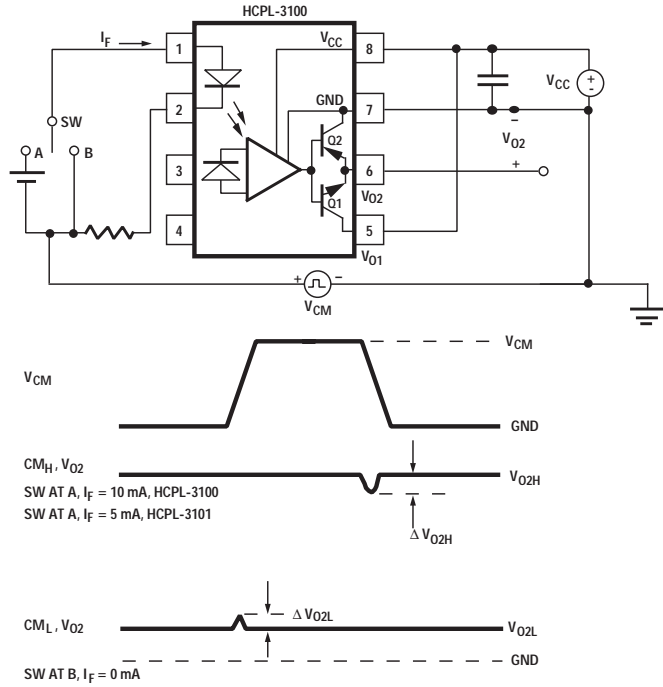 HCPL-3100
I_F
1
V_CC
8
V_CC
+
-
2
GND
7
-
V_O2
SW
A
B
3
Q2
6
+
V_O2
Q1
4
5
V_O1
+
-
V_CM
V_CM
V_CM
GND
CM_H, V_O2
V_O2H
SW AT A, I_F = 10 mA, HCPL-3100
SW AT A, I_F = 5 mA, HCPL-3101
Δ V_O2H
Δ V_O2L
CM_L, V_O2
V_O2L
GND
SW AT B, I_F = 0 mA